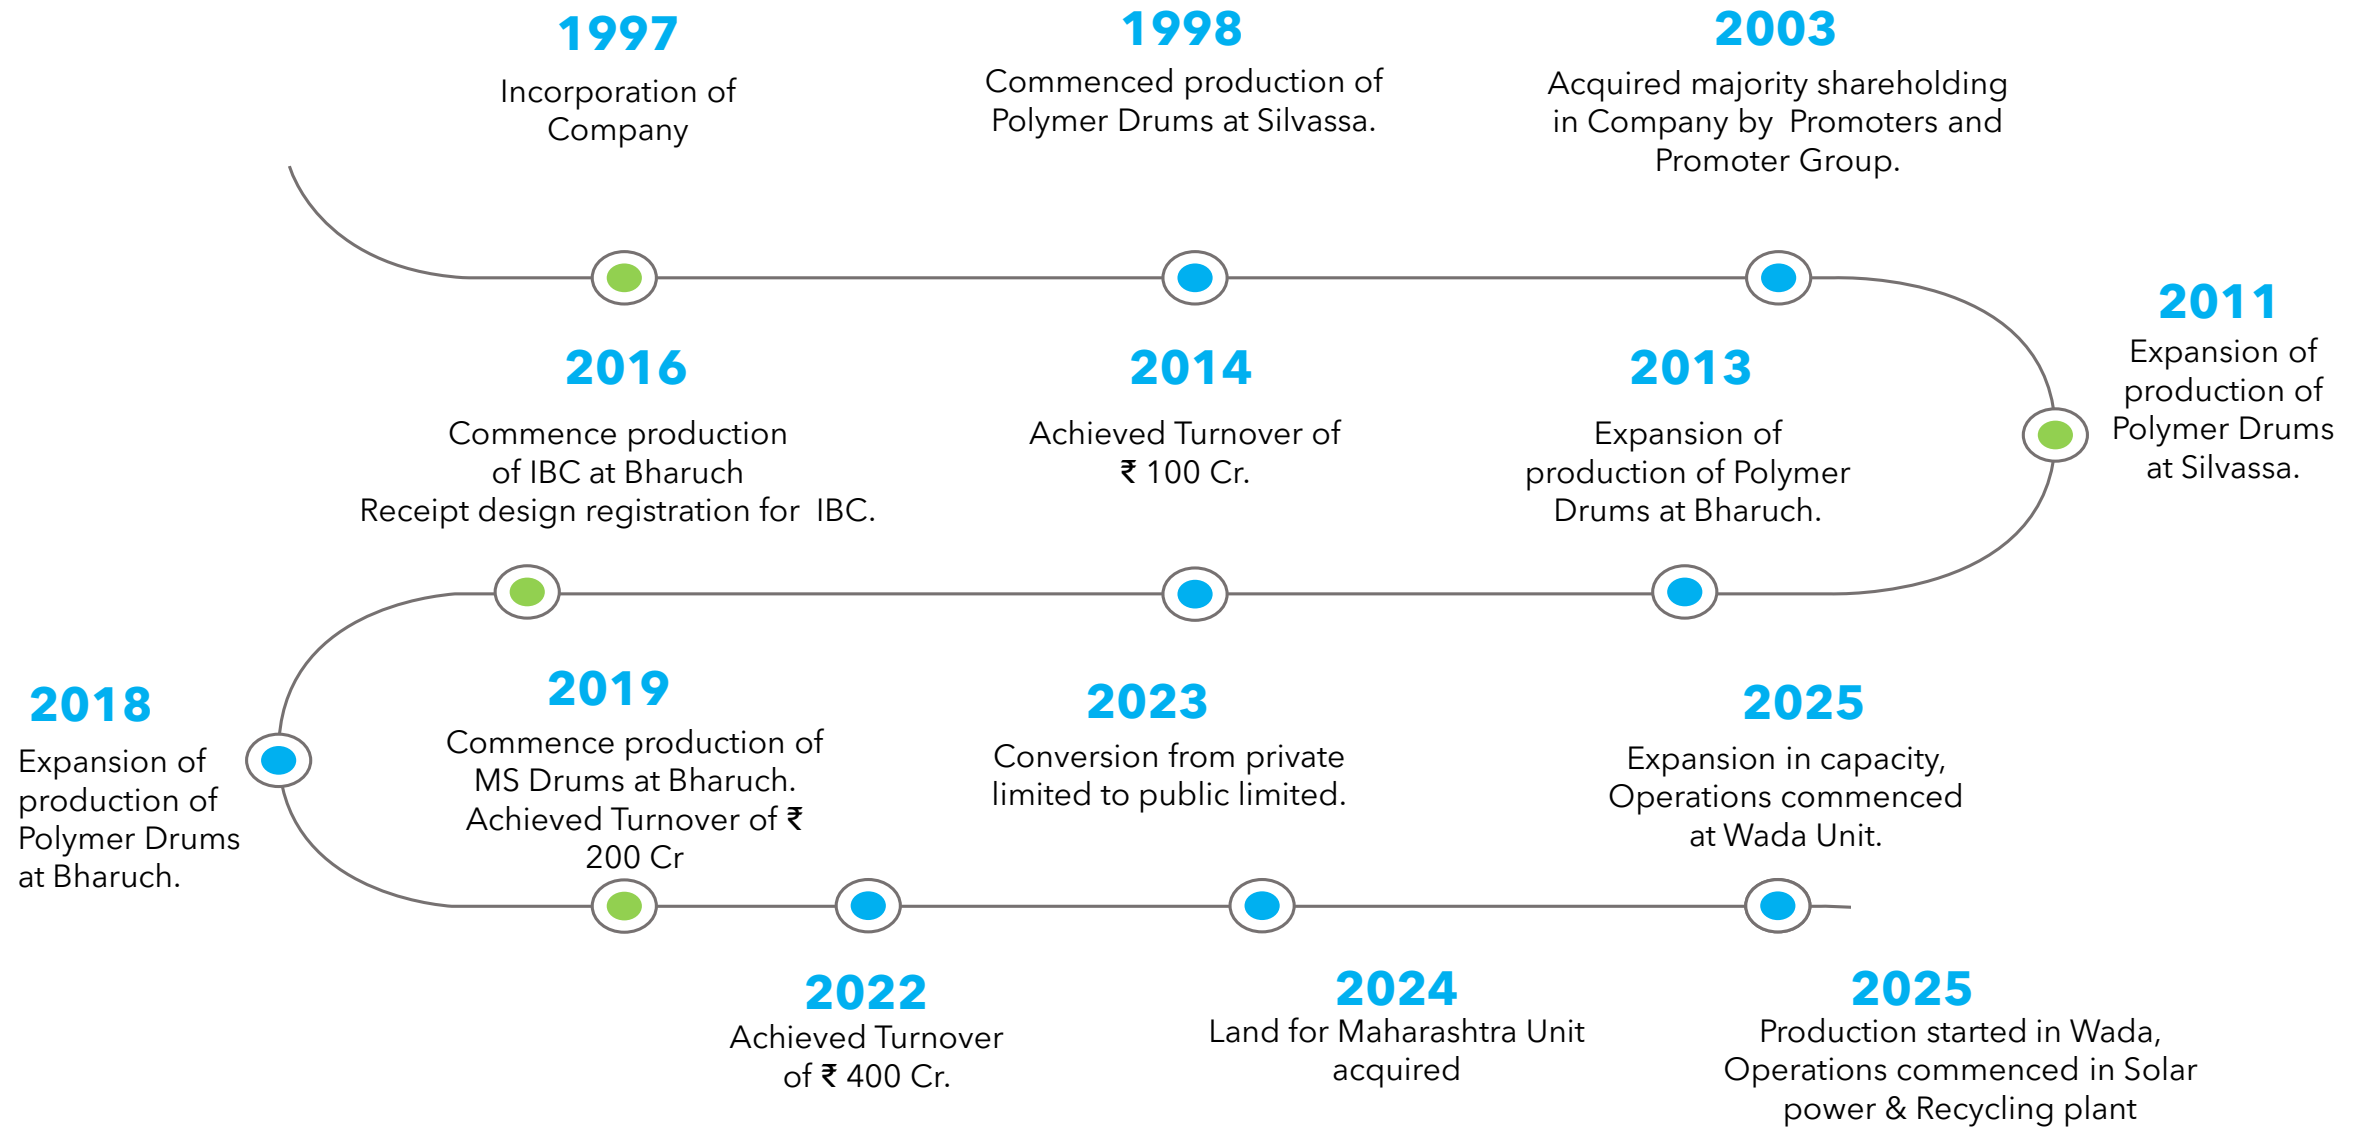 1997
Incorporation of
Company
1998
Commenced production of
Polymer Drums at Silvassa.
2003
Acquired majority shareholding
in Company by  Promoters and
Promoter Group.
2011
Expansion of
production of
Polymer Drums
at Silvassa.
2013
Expansion of
production of Polymer
Drums at Bharuch.
2014
Achieved Turnover of
₹ 100 Cr.
2016
Commence production
of IBC at Bharuch
Receipt design registration for  IBC.
2018
Expansion of
production of
Polymer Drums
at Bharuch.
2019
Commence production of
MS Drums at Bharuch.
Achieved Turnover of ₹
200 Cr
2022
Achieved Turnover
of ₹ 400 Cr.
2023
Conversion from private
limited to public limited.
2024
Land for Maharashtra Unit
acquired
2025
Expansion in capacity,
Operations commenced
at Wada Unit.
2025
Production started in Wada,
Operations commenced in Solar
power & Recycling plant